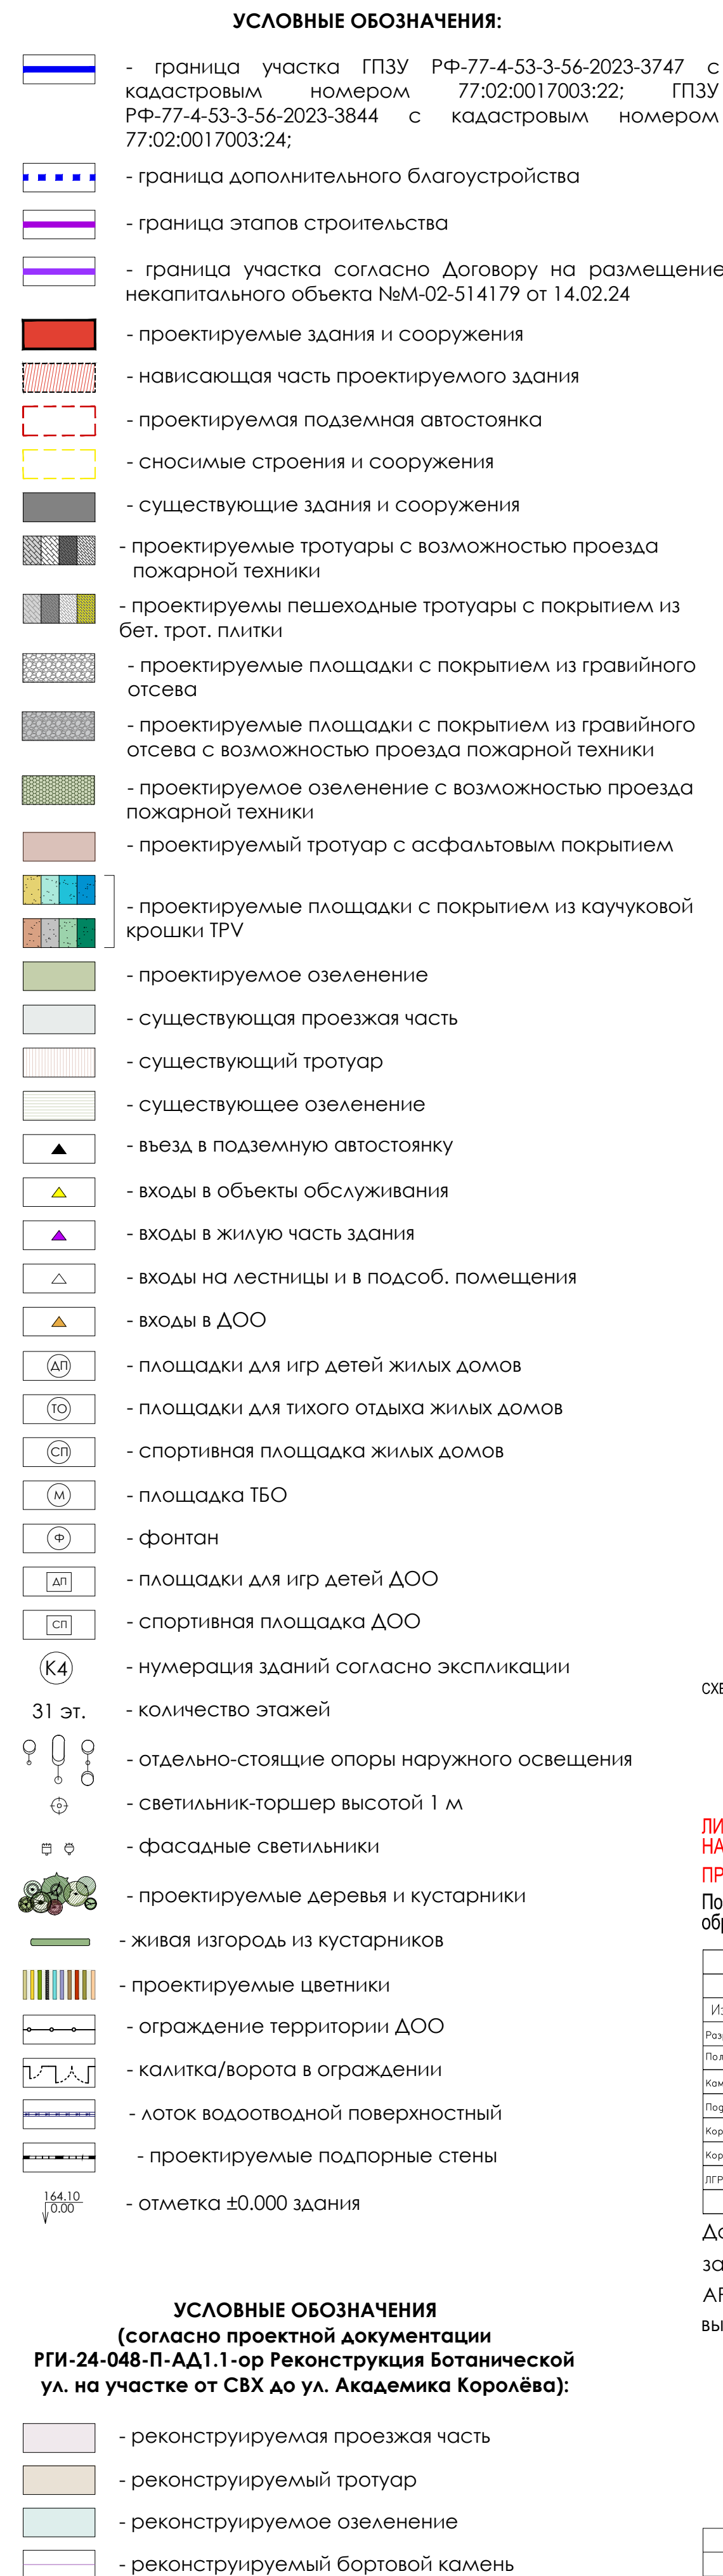 УСЛОВНЫЕ ОБОЗНАЧЕНИЯ:
- граница участка ГПЗУ РФ-77-4-53-3-56-2023-3747 с
кадастровым номером 77:02:0017003:22; ГПЗУ
РФ-77-4-53-3-56-2023-3844 с кадастровым номером
77:02:0017003:24;
- граница дополнительного благоустройства
- граница этапов строительства
- граница участка согласно Договору на размещение
некапитального объекта №М-02-514179 от 14.02.24
- проектируемые здания и сооружения
- нависающая часть проектируемого здания
- проектируемая подземная автостоянка
- сносимые строения и сооружения
- существующие здания и сооружения
- проектируемые тротуары с возможностью проезда
пожарной техники
- проектируемы пешеходные тротуары с покрытием из
бет. трот. плитки
- проектируемые площадки с покрытием из гравийного
отсева
- проектируемые площадки с покрытием из гравийного
отсева с возможностью проезда пожарной техники
- проектируемое озеленение с возможностью проезда
пожарной техники
- проектируемый тротуар с асфальтовым покрытием
- проектируемые площадки с покрытием из каучуковой
крошки TPV
- проектируемое озеленение
- существующая проезжая часть
- существующий тротуар
- существующее озеленение
- въезд в подземную автостоянку
- входы в объекты обслуживания
- входы в жилую часть здания
- входы на лестницы и в подсоб. помещения
- входы в ДОО
ДП - площадки для игр детей жилых домов
ТО - площадки для тихого отдыха жилых домов
СП - спортивная площадка жилых домов
М - площадка ТБО
Ф - фонтан
ДП - площадки для игр детей ДОО
СП - спортивная площадка ДОО
К4 - нумерация зданий согласно экспликации
31 эт. - количество этажей
- отдельно-стоящие опоры наружного освещения
- светильник-торшер высотой 1 м
- фасадные светильники
- проектируемые деревья и кустарники
- живая изгородь из кустарников
- проектируемые цветники
- ограждение территории ДОО
- калитка/ворота в ограждении
- лоток водоотводной поверхностный
- проектируемые подпорные стены
164.10
0.00 - отметка ±0.000 здания
УСЛОВНЫЕ ОБОЗНАЧЕНИЯ
(согласно проектной документации
РГИ-24-048-П-АД1.1-ор Реконструкция Ботанической
ул. на участке от СВХ до ул. Академика Королёва):
- реконструируемая проезжая часть
- реконструируемый тротуар
- реконструируемое озеленение
- реконструируемый бортовой камень